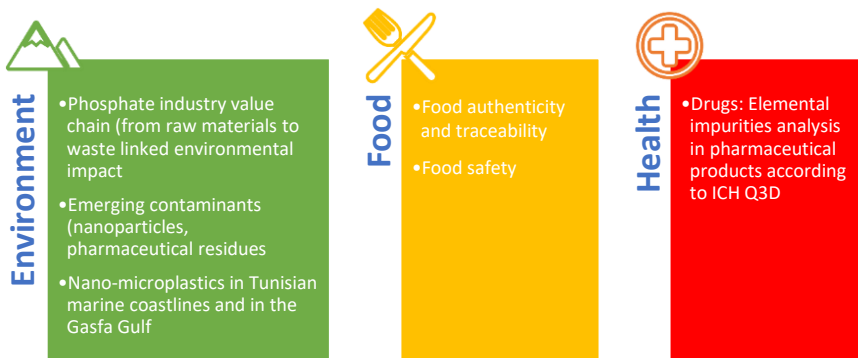 Environment
•Phosphate industry value
chain (from raw materials to
waste linked environmental
impact
•Emerging contaminants
(nanoparticles,
pharmaceutical residues
•Nano-microplastics in Tunisian
marine coastlines and in the
Gasfa Gulf
Food
•Food authenticity
and traceability
•Food safety
Health
•Drugs: Elemental
impurities analysis
in pharmaceutical
products according
to ICH Q3D